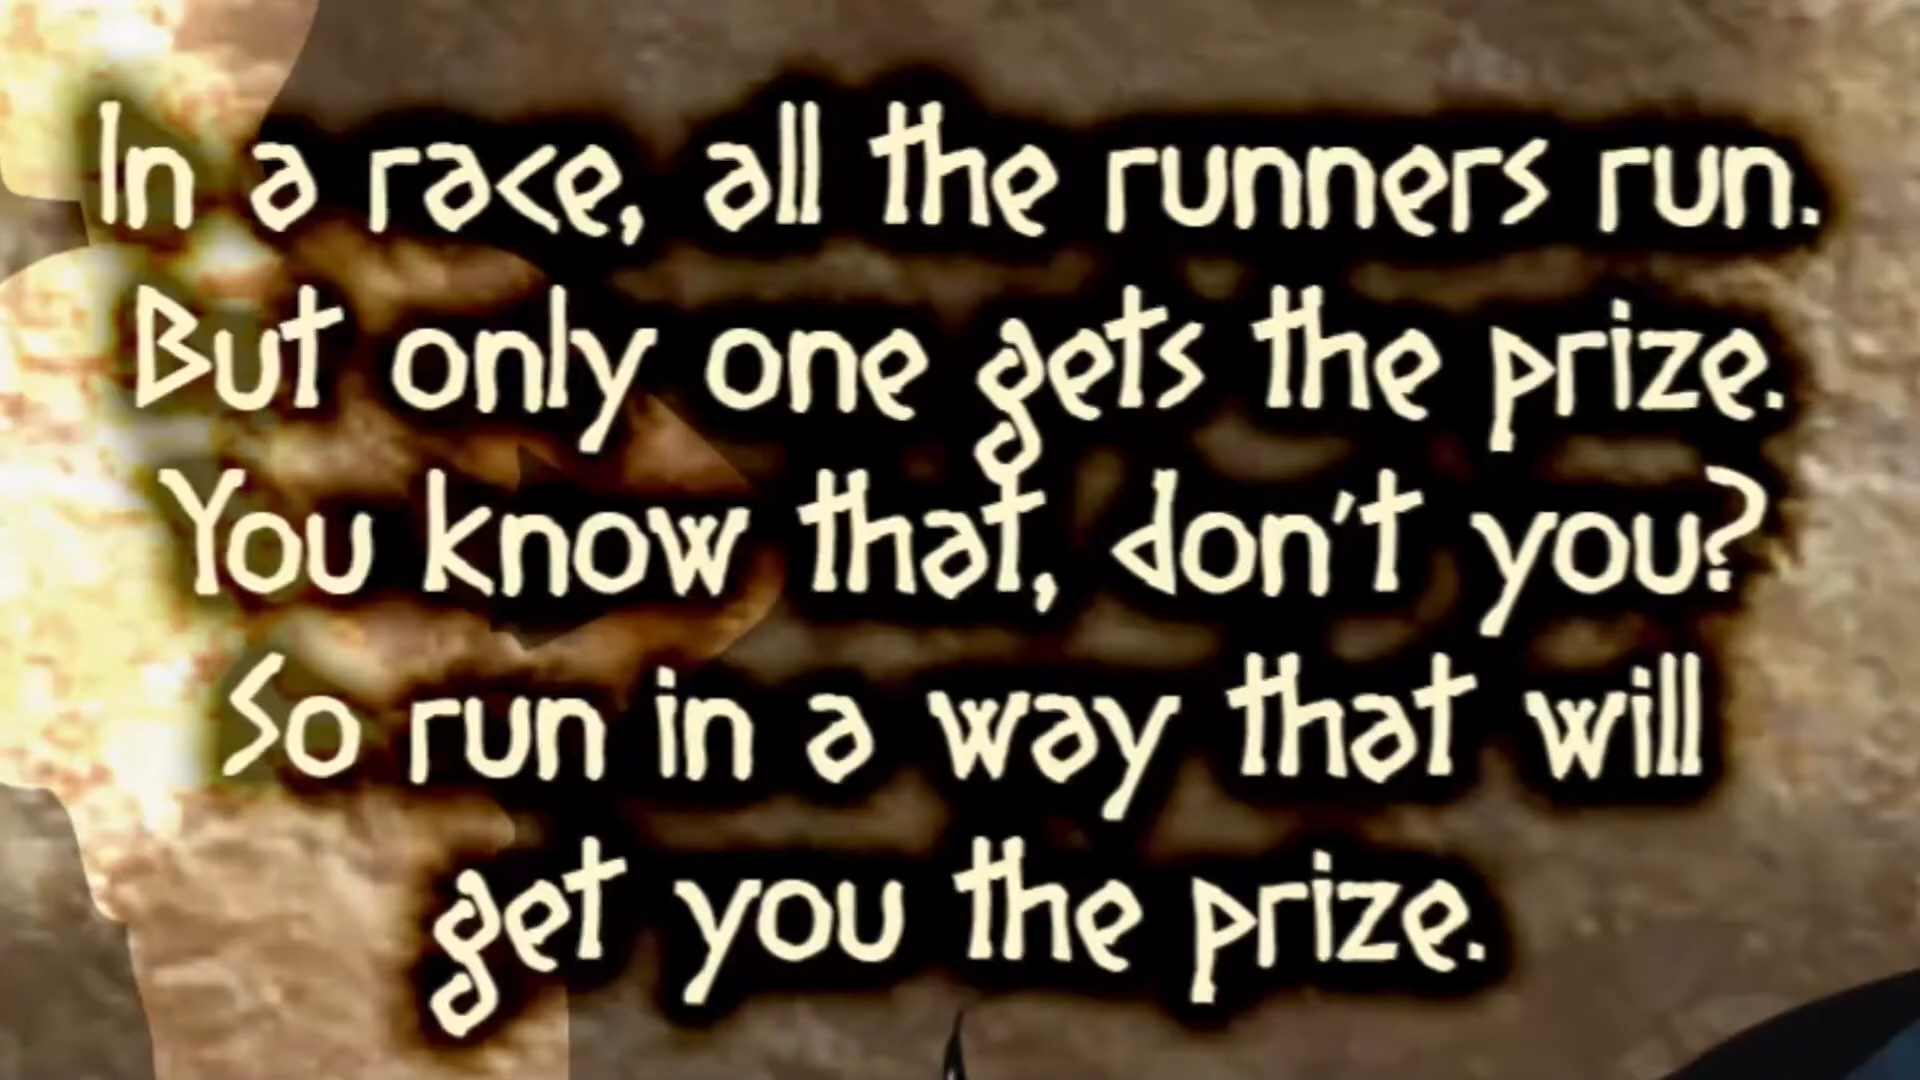 In a race, all the runners run.
But only one gets the prize.
You know that, don't you?
So run in a way that will
get you the prize.